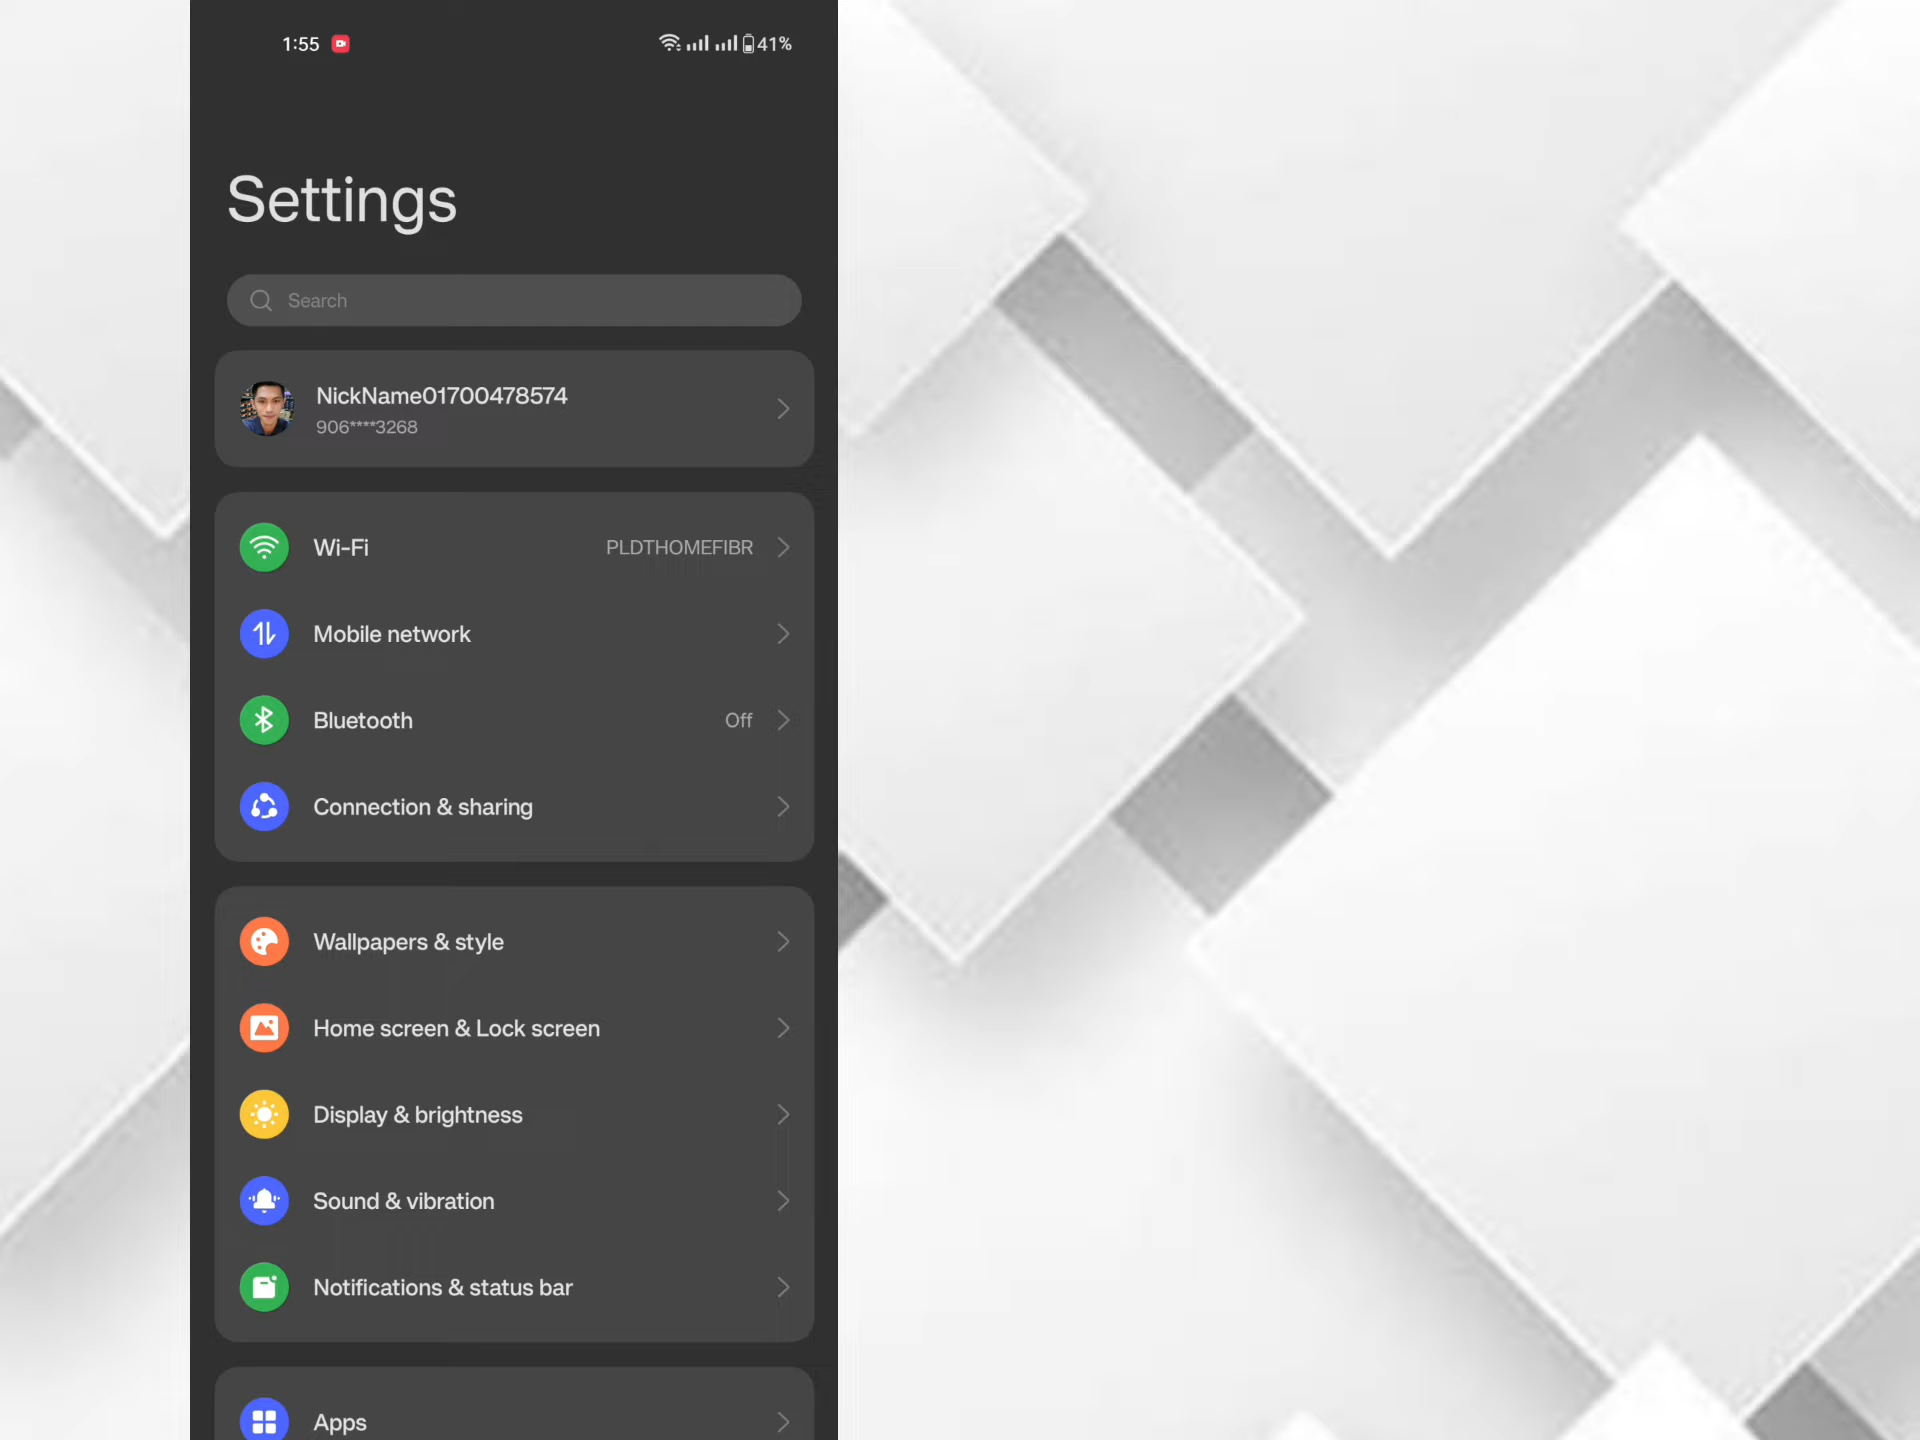 1:55 41%
Settings
Search
NickName01700478574
906****3268
Wi-Fi PLDTHOMEFIBR
Mobile network
Bluetooth Off
Connection & sharing
Wallpapers & style
Home screen & Lock screen
Display & brightness
Sound & vibration
Notifications & status bar
Apps